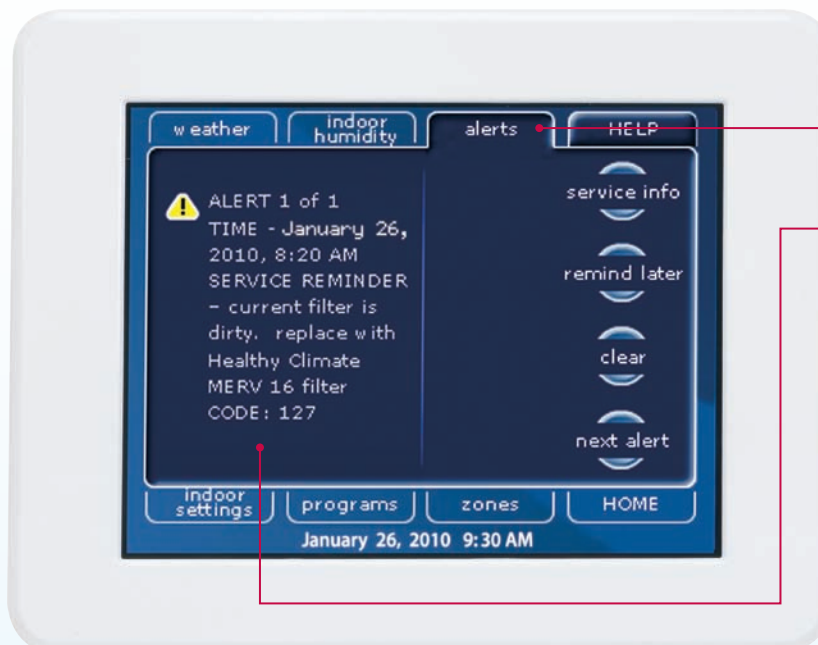 weather
indoor
humidity
alerts
HELP
ALERT 1 of 1
TIME - January 26,
2010, 8:20 AM
SERVICE REMINDER
– current filter is
dirty. replace with
Healthy Climate
MERV 16 filter
CODE: 127
service info
remind later
clear
next alert
indoor
settings
programs
zones
HOME
January 26, 2010 9:30 AM